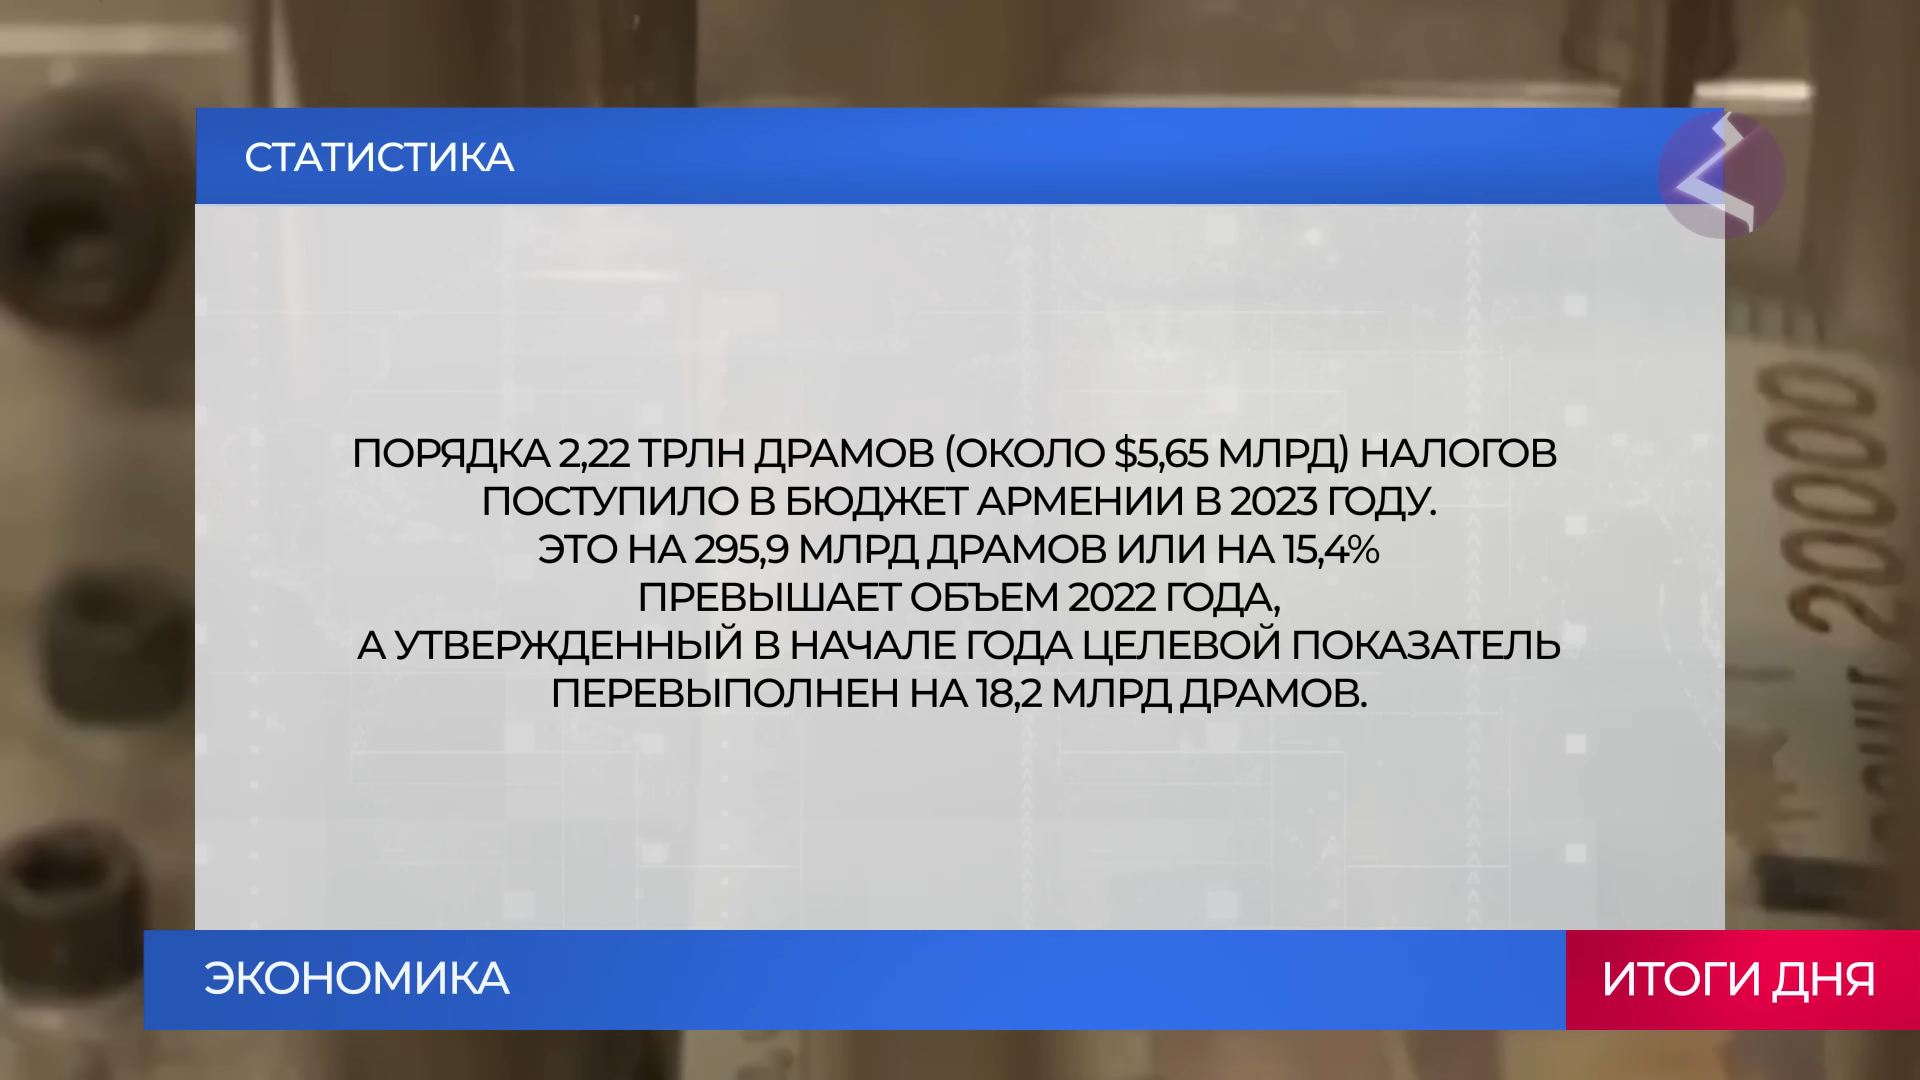 СТАТИСТИКА
ПОРЯДКА 2,22 ТРЛН ДРАМОВ (ОКОЛО $5,65 МЛРД) НАЛОГОВ
ПОСТУПИЛО В БЮДЖЕТ АРМЕНИИ В 2023 ГОДУ.
ЭТО НА 295,9 МЛРД ДРАМОВ ИЛИ НА 15,4%
ПРЕВЫШАЕТ ОБЪЕМ 2022 ГОДА,
А УТВЕРЖДЕННЫЙ В НАЧАЛЕ ГОДА ЦЕЛЕВОЙ ПОКАЗАТЕЛЬ
ПЕРЕВЫПОЛНЕН НА 18,2 МЛРД ДРАМОВ.
20000
ЭКОНОМИКА
ИТОГИ ДНЯ